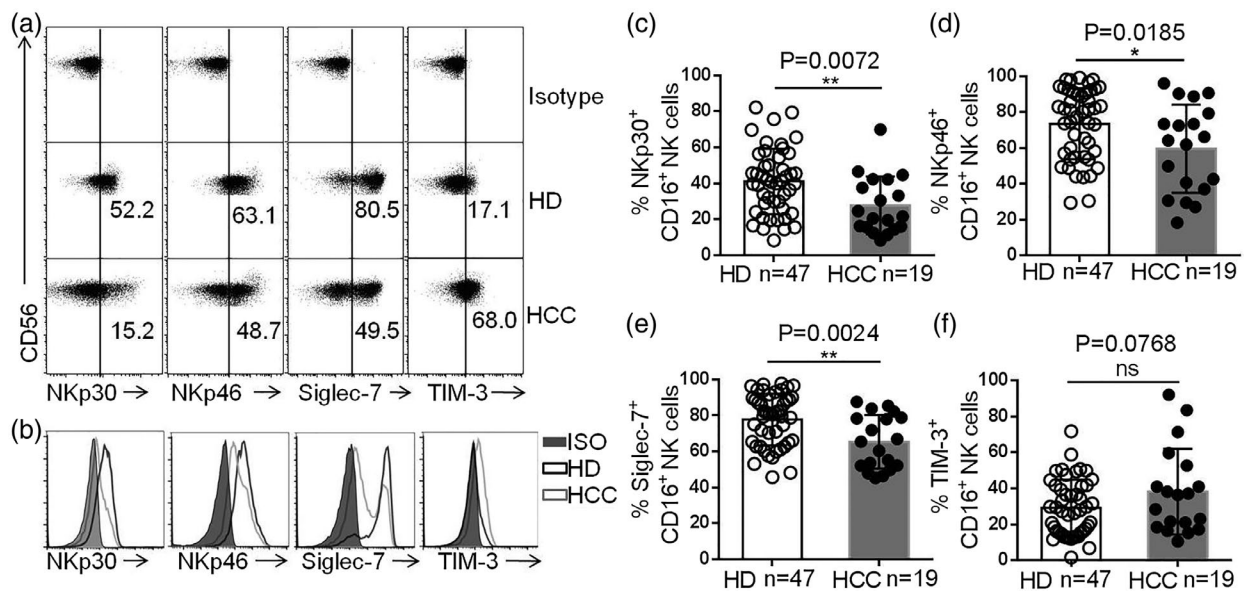 (a)
Isotype
52.2
63.1
80.5
17.1
HD
15.2
48.7
49.5
68.0
HCC
CD56
NKp30
NKp46
Siglec-7
TIM-3
(b)
ISO
HD
HCC
NKp30
NKp46
Siglec-7
TIM-3
(c)
P=0.0072
**
% NKp30⁺
CD16⁺ NK cells
100
80
60
40
20
0
HD n=47
HCC n=19
(d)
P=0.0185
*
% NKp46⁺
CD16⁺ NK cells
100
80
60
40
20
0
HD n=47
HCC n=19
(e)
P=0.0024
**
% Siglec-7⁺
CD16⁺ NK cells
100
80
60
40
20
0
HD n=47
HCC n=19
(f)
P=0.0768
ns
% TIM-3⁺
CD16⁺ NK cells
100
80
60
40
20
0
HD n=47
HCC n=19